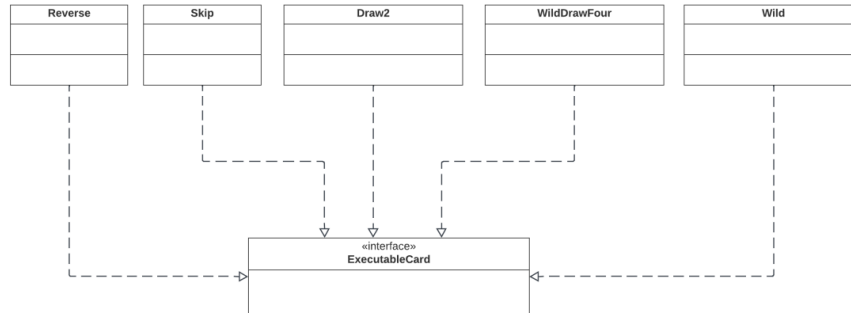 Reverse
Skip
Draw2
WildDrawFour
Wild
«interface»
ExecutableCard